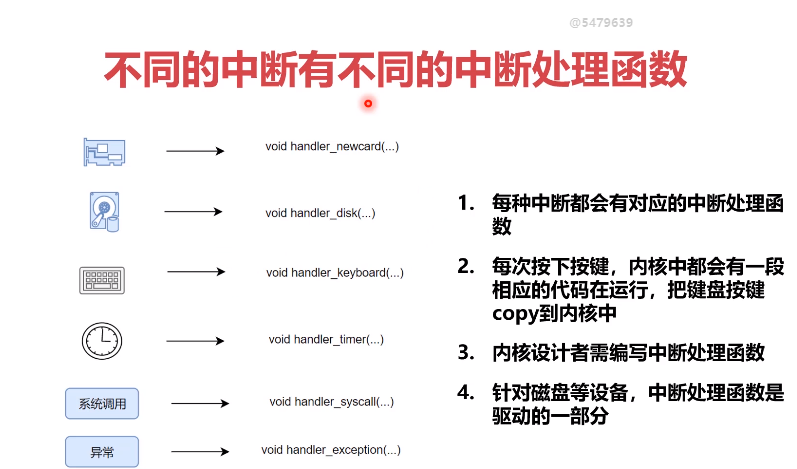 @5479639
不同的中断有不同的中断处理函数
void handler_newcard(...)
void handler_disk(...)
void handler_keyboard(...)
void handler_timer(...)
系统调用
void handler_syscall(...)
异常
void handler_exception(...)
1. 每种中断都会有对应的中断处理函
数
2. 每次按下按键，内核中都会有一段
相应的代码在运行，把键盘按键
copy到内核中
3. 内核设计者需编写中断处理函数
4. 针对磁盘等设备，中断处理函数是
驱动的一部分